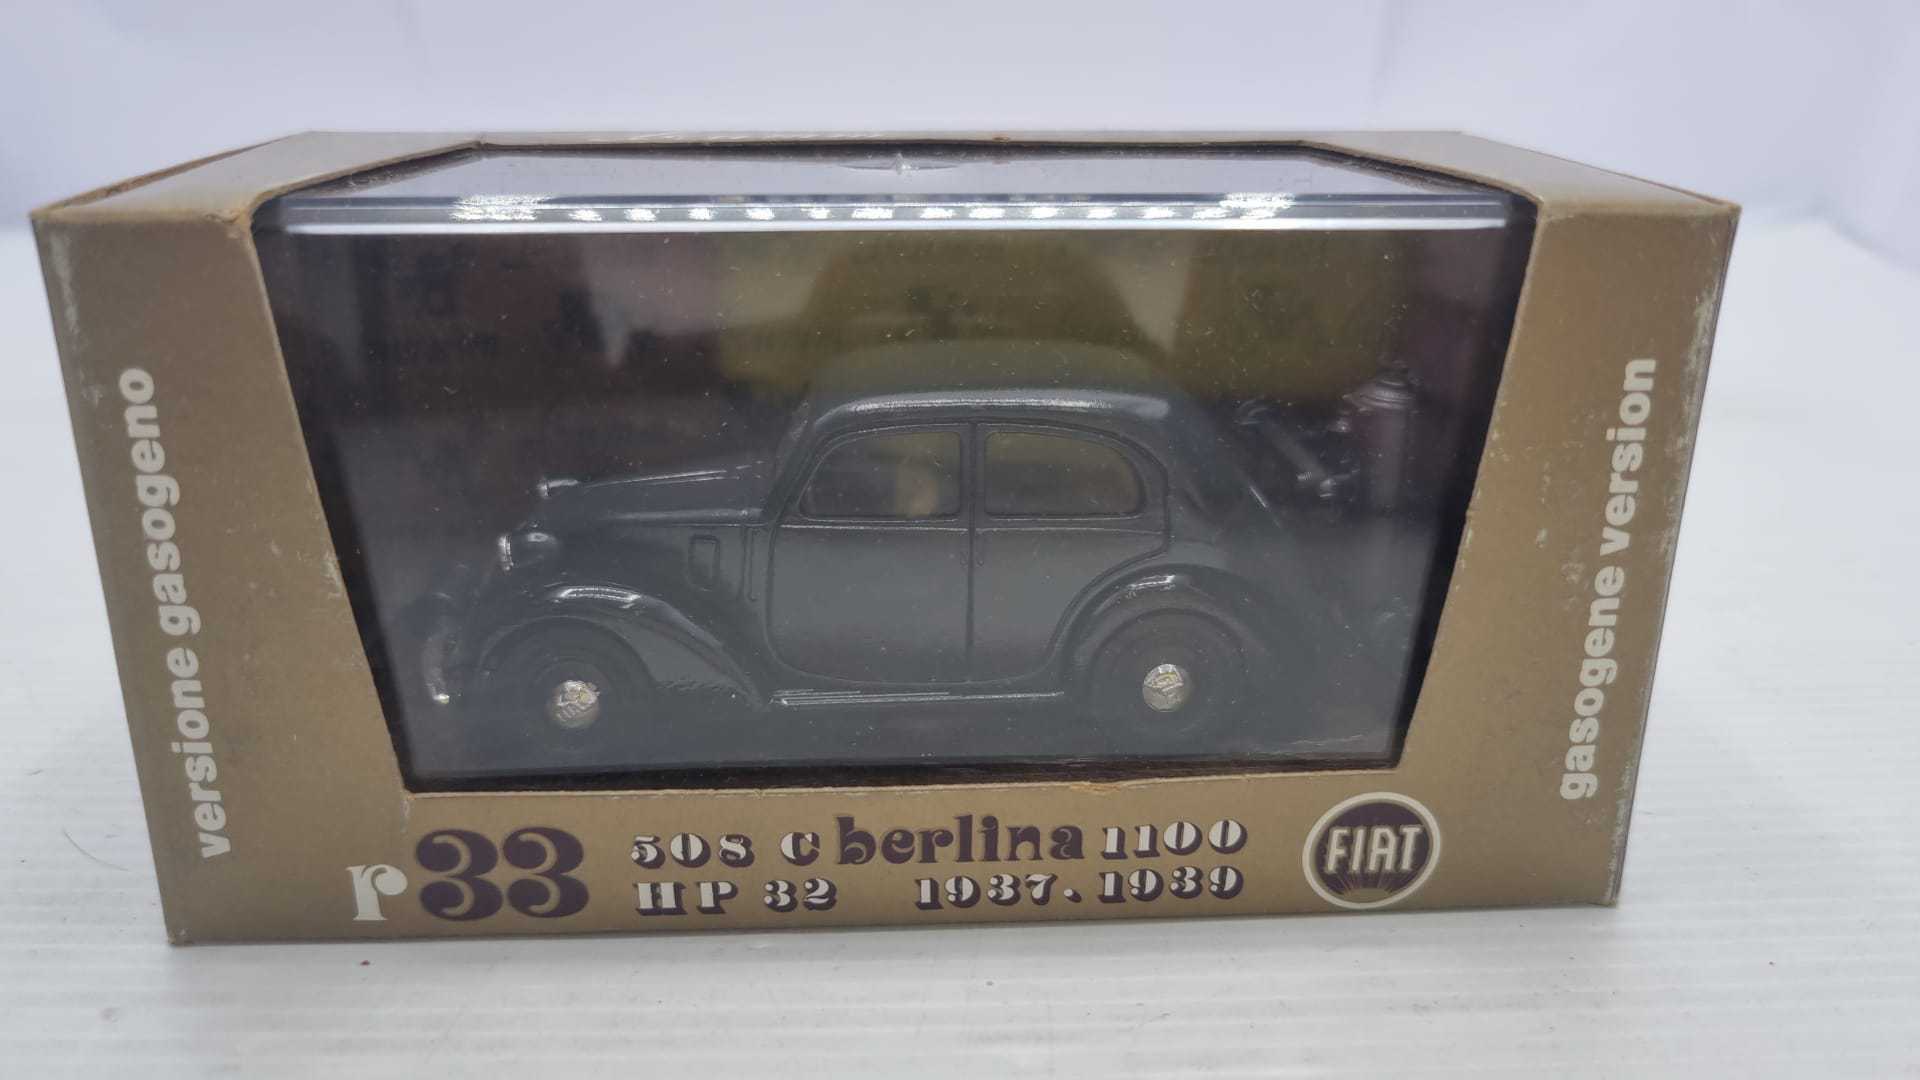 versione gasogeno
gasogene version
r33
508 C berlina 1100
HP 32 1937.1939
FIAT